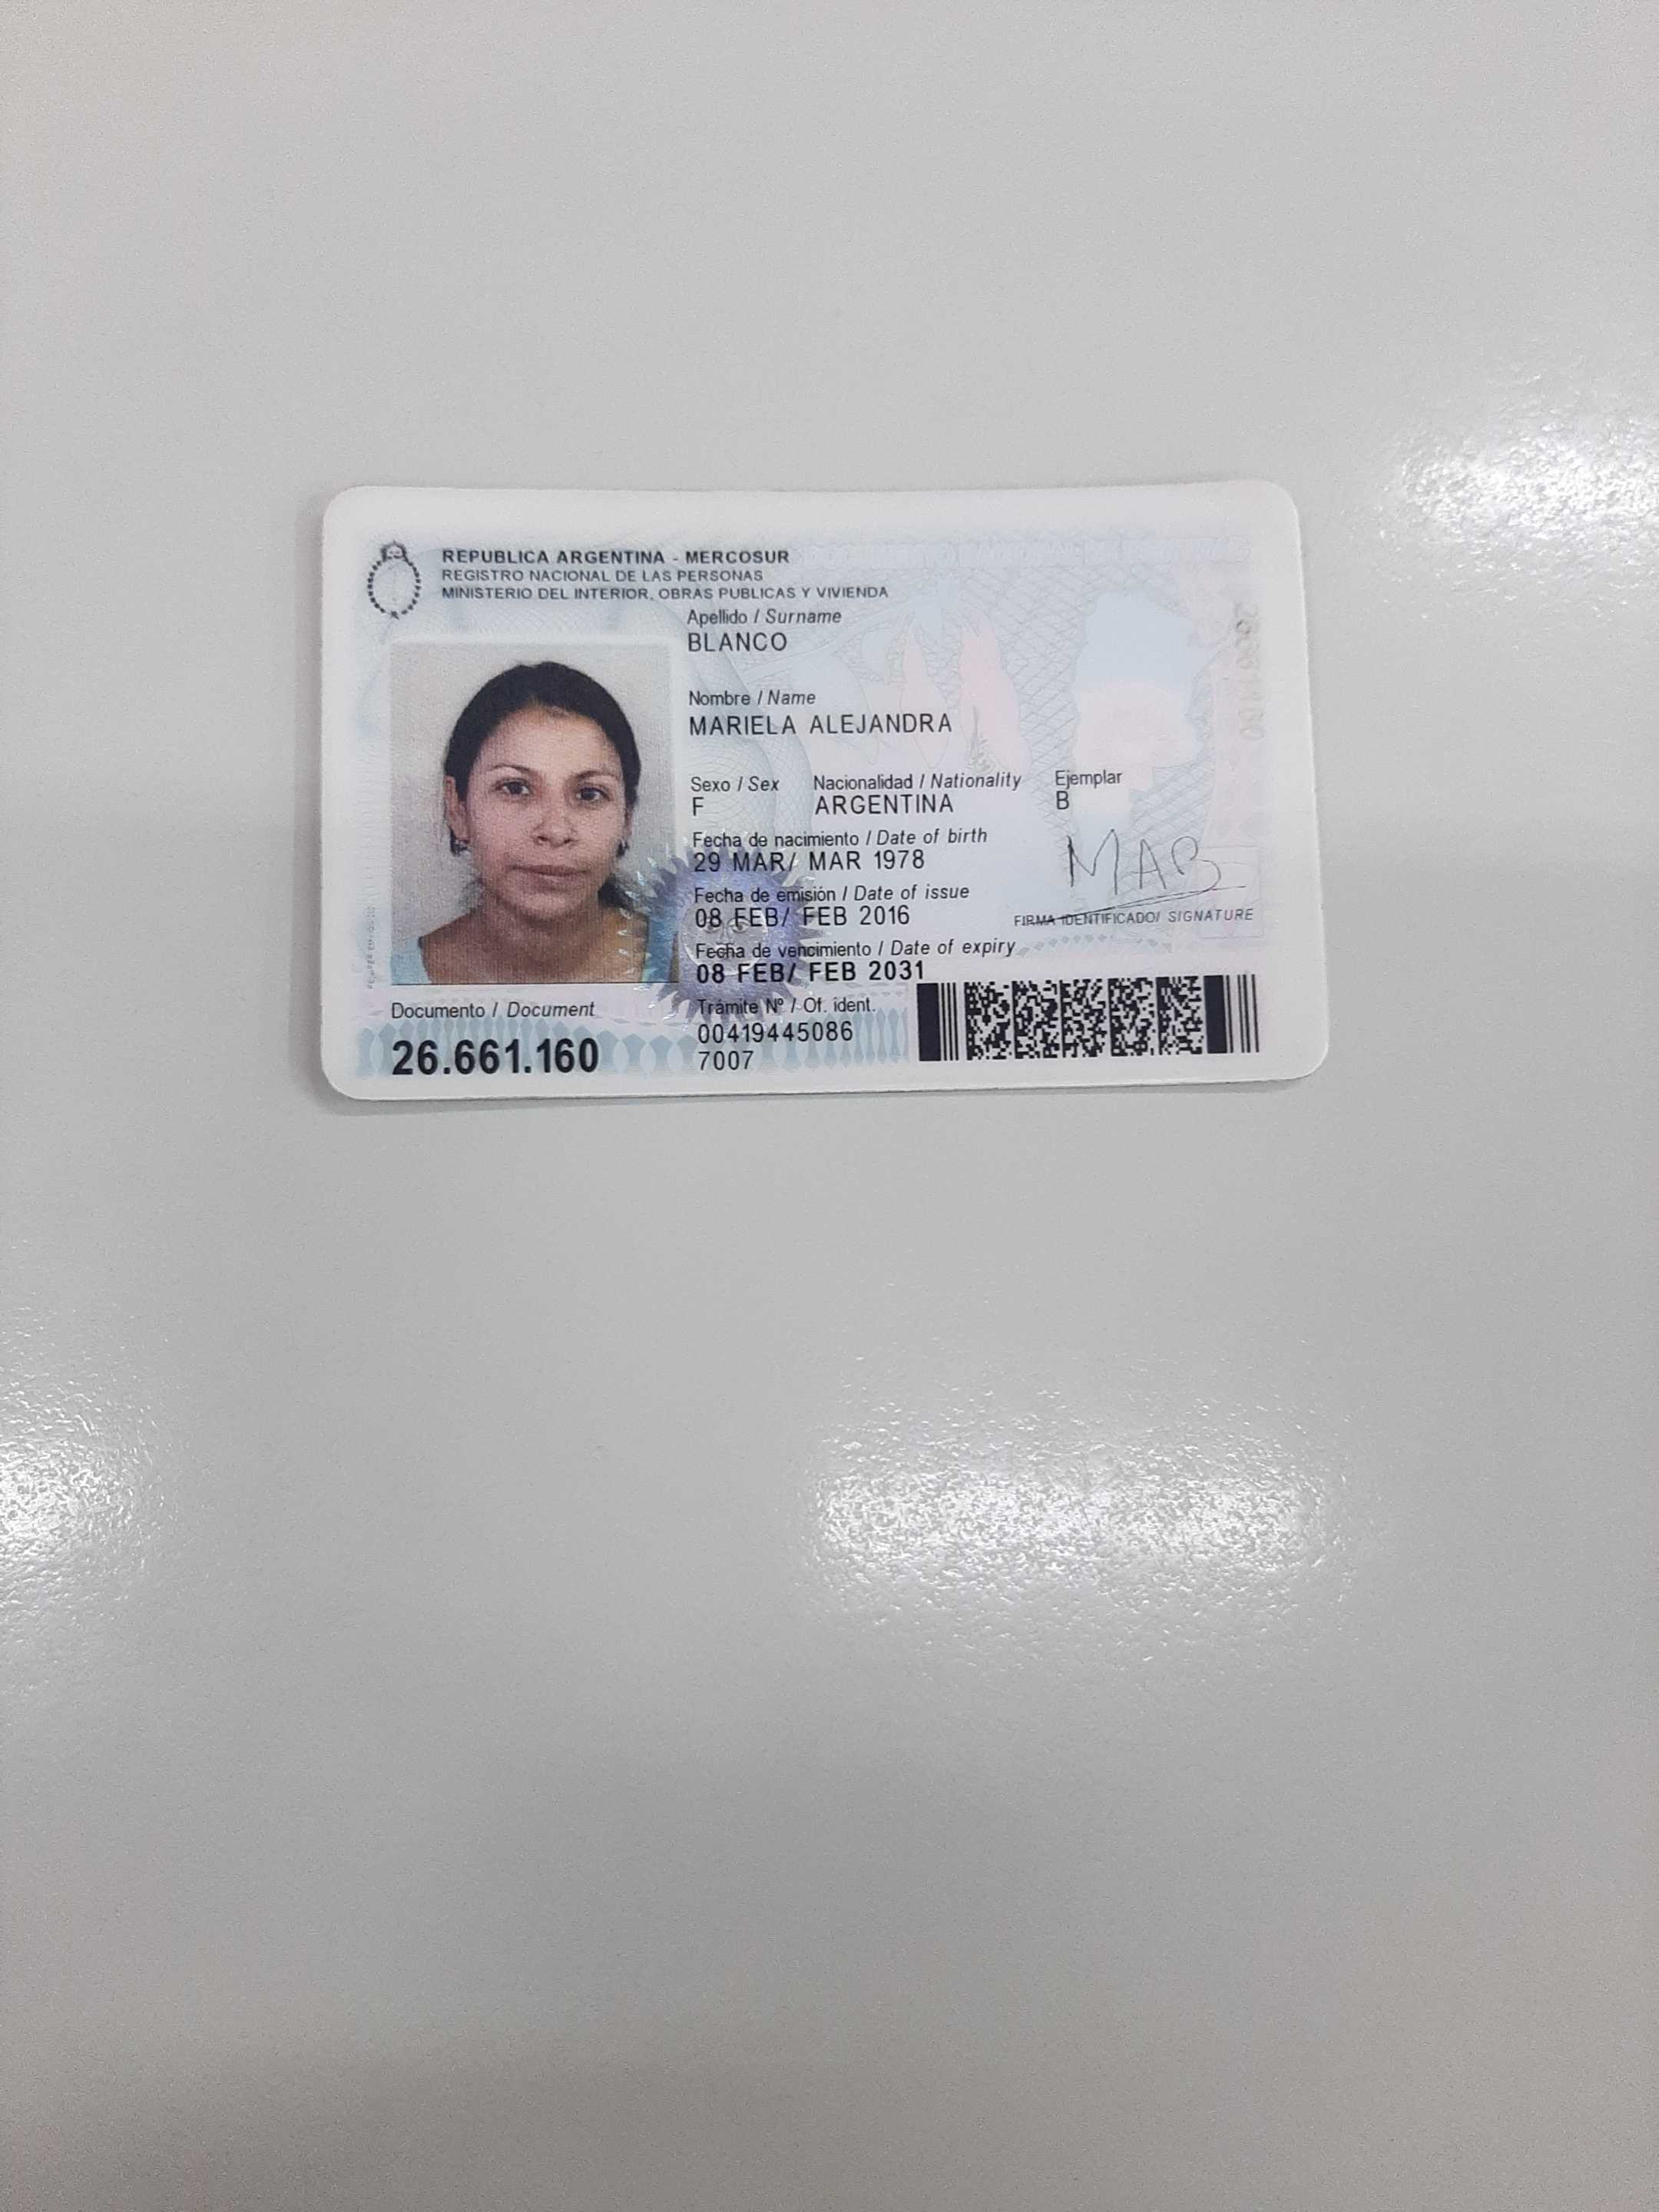 REPUBLICA ARGENTINA - MERCOSUR
REGISTRO NACIONAL DE LAS PERSONAS
MINISTERIO DEL INTERIOR, OBRAS PUBLICAS Y VIVIENDA
Apellido / Surname
BLANCO
Nombre / Name
MARIELA ALEJANDRA
Sexo / Sex Nacionalidad / Nationality Ejemplar
F ARGENTINA B
Fecha de nacimiento / Date of birth
29 MAR/ MAR 1978
Fecha de emisión / Date of issue
08 FEB/ FEB 2016
MAB
FIRMA IDENTIFICADO/ SIGNATURE
Fecha de vencimiento / Date of expiry
08 FEB/ FEB 2031
Documento / Document
26.661.160
Trámite Nº / Of. ident.
00419445086
7007